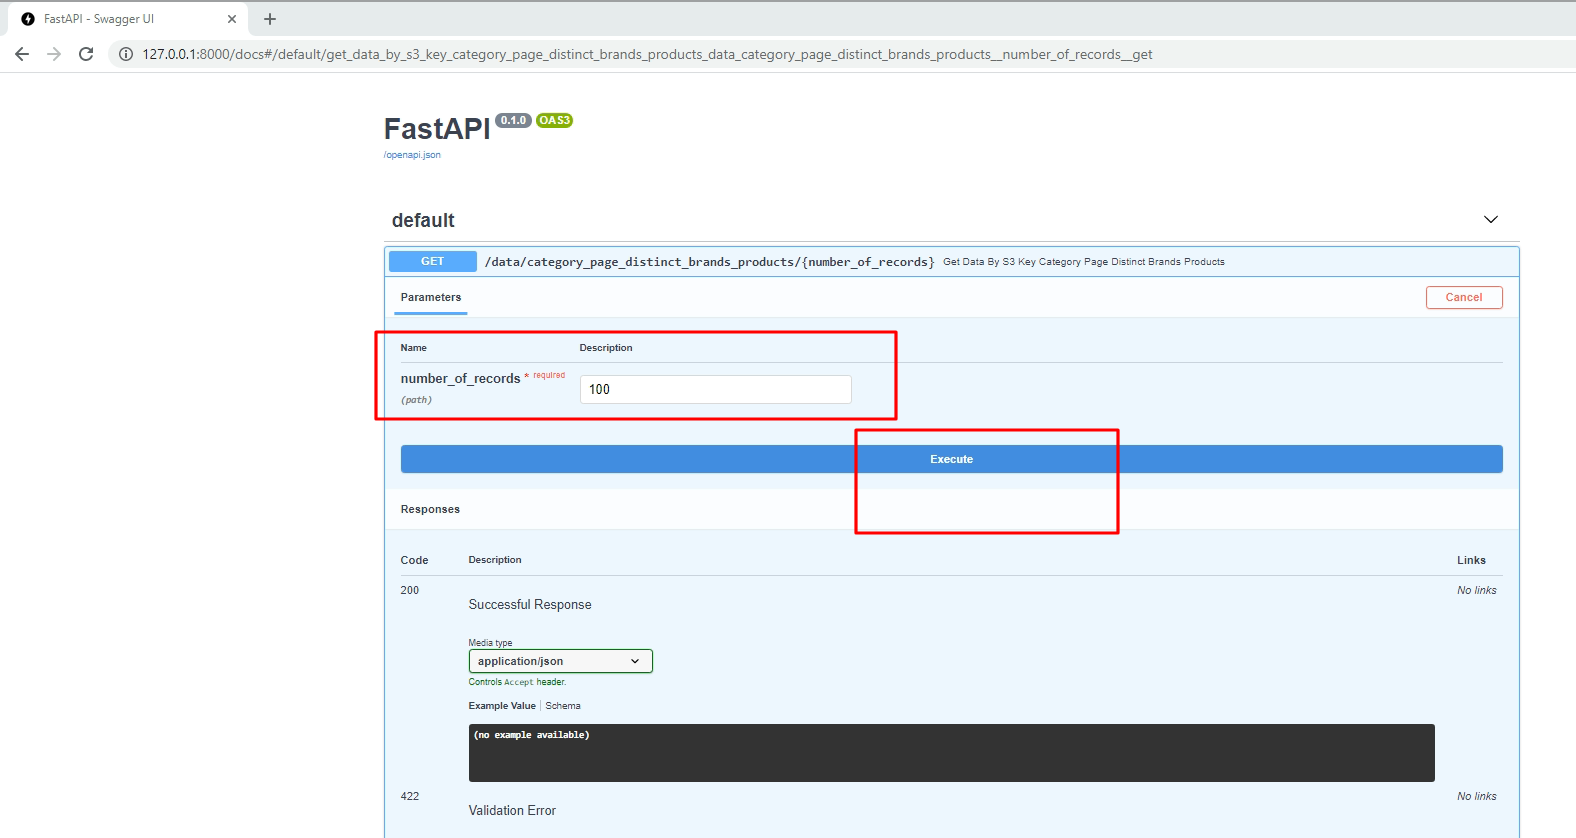 FastAPI - Swagger UI
127.0.0.1:8000/docs#/default/get_data_by_s3_key_category_page_distinct_brands_products_data_category_page_distinct_brands_products__number_of_records__get
FastAPI 0.1.0 OAS3
/openapi.json
default
GET /data/category_page_distinct_brands_products/{number_of_records} Get Data By S3 Key Category Page Distinct Brands Products
Parameters Cancel
Name Description
number_of_records * required
(path)
100
Execute
Responses
Code Description Links
200 No links
Successful Response
Media type
application/json
Controls Accept header.
Example Value Schema
(no example available)
422 No links
Validation Error